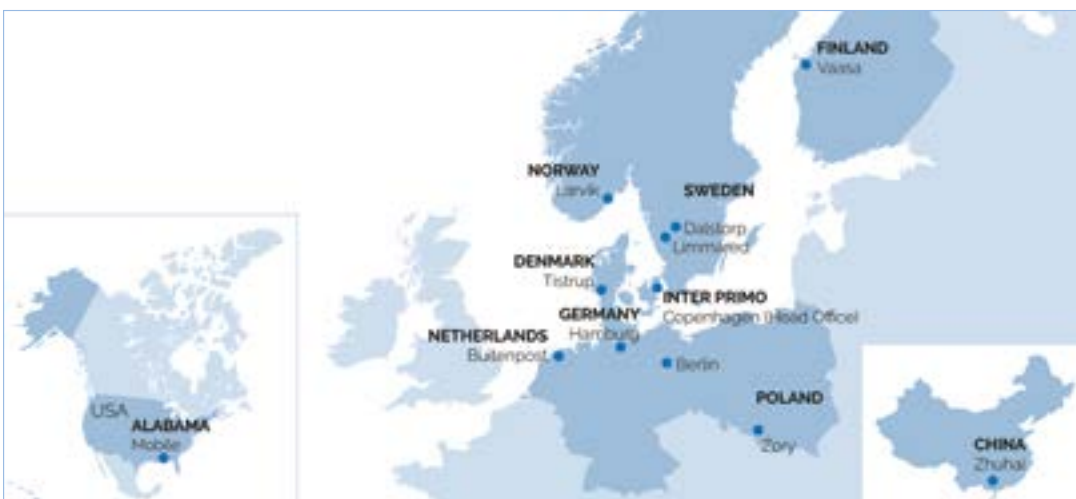 FINLAND
Vaasa
NORWAY
Larvik
SWEDEN
Dalstorp
Limmared
DENMARK
Tistrup
INTER PRIMO
Copenhagen (Head Office)
GERMANY
Hamburg
NETHERLANDS
Buitenpost
Berlin
POLAND
Zory
USA
ALABAMA
Mobile
CHINA
Zhuhai